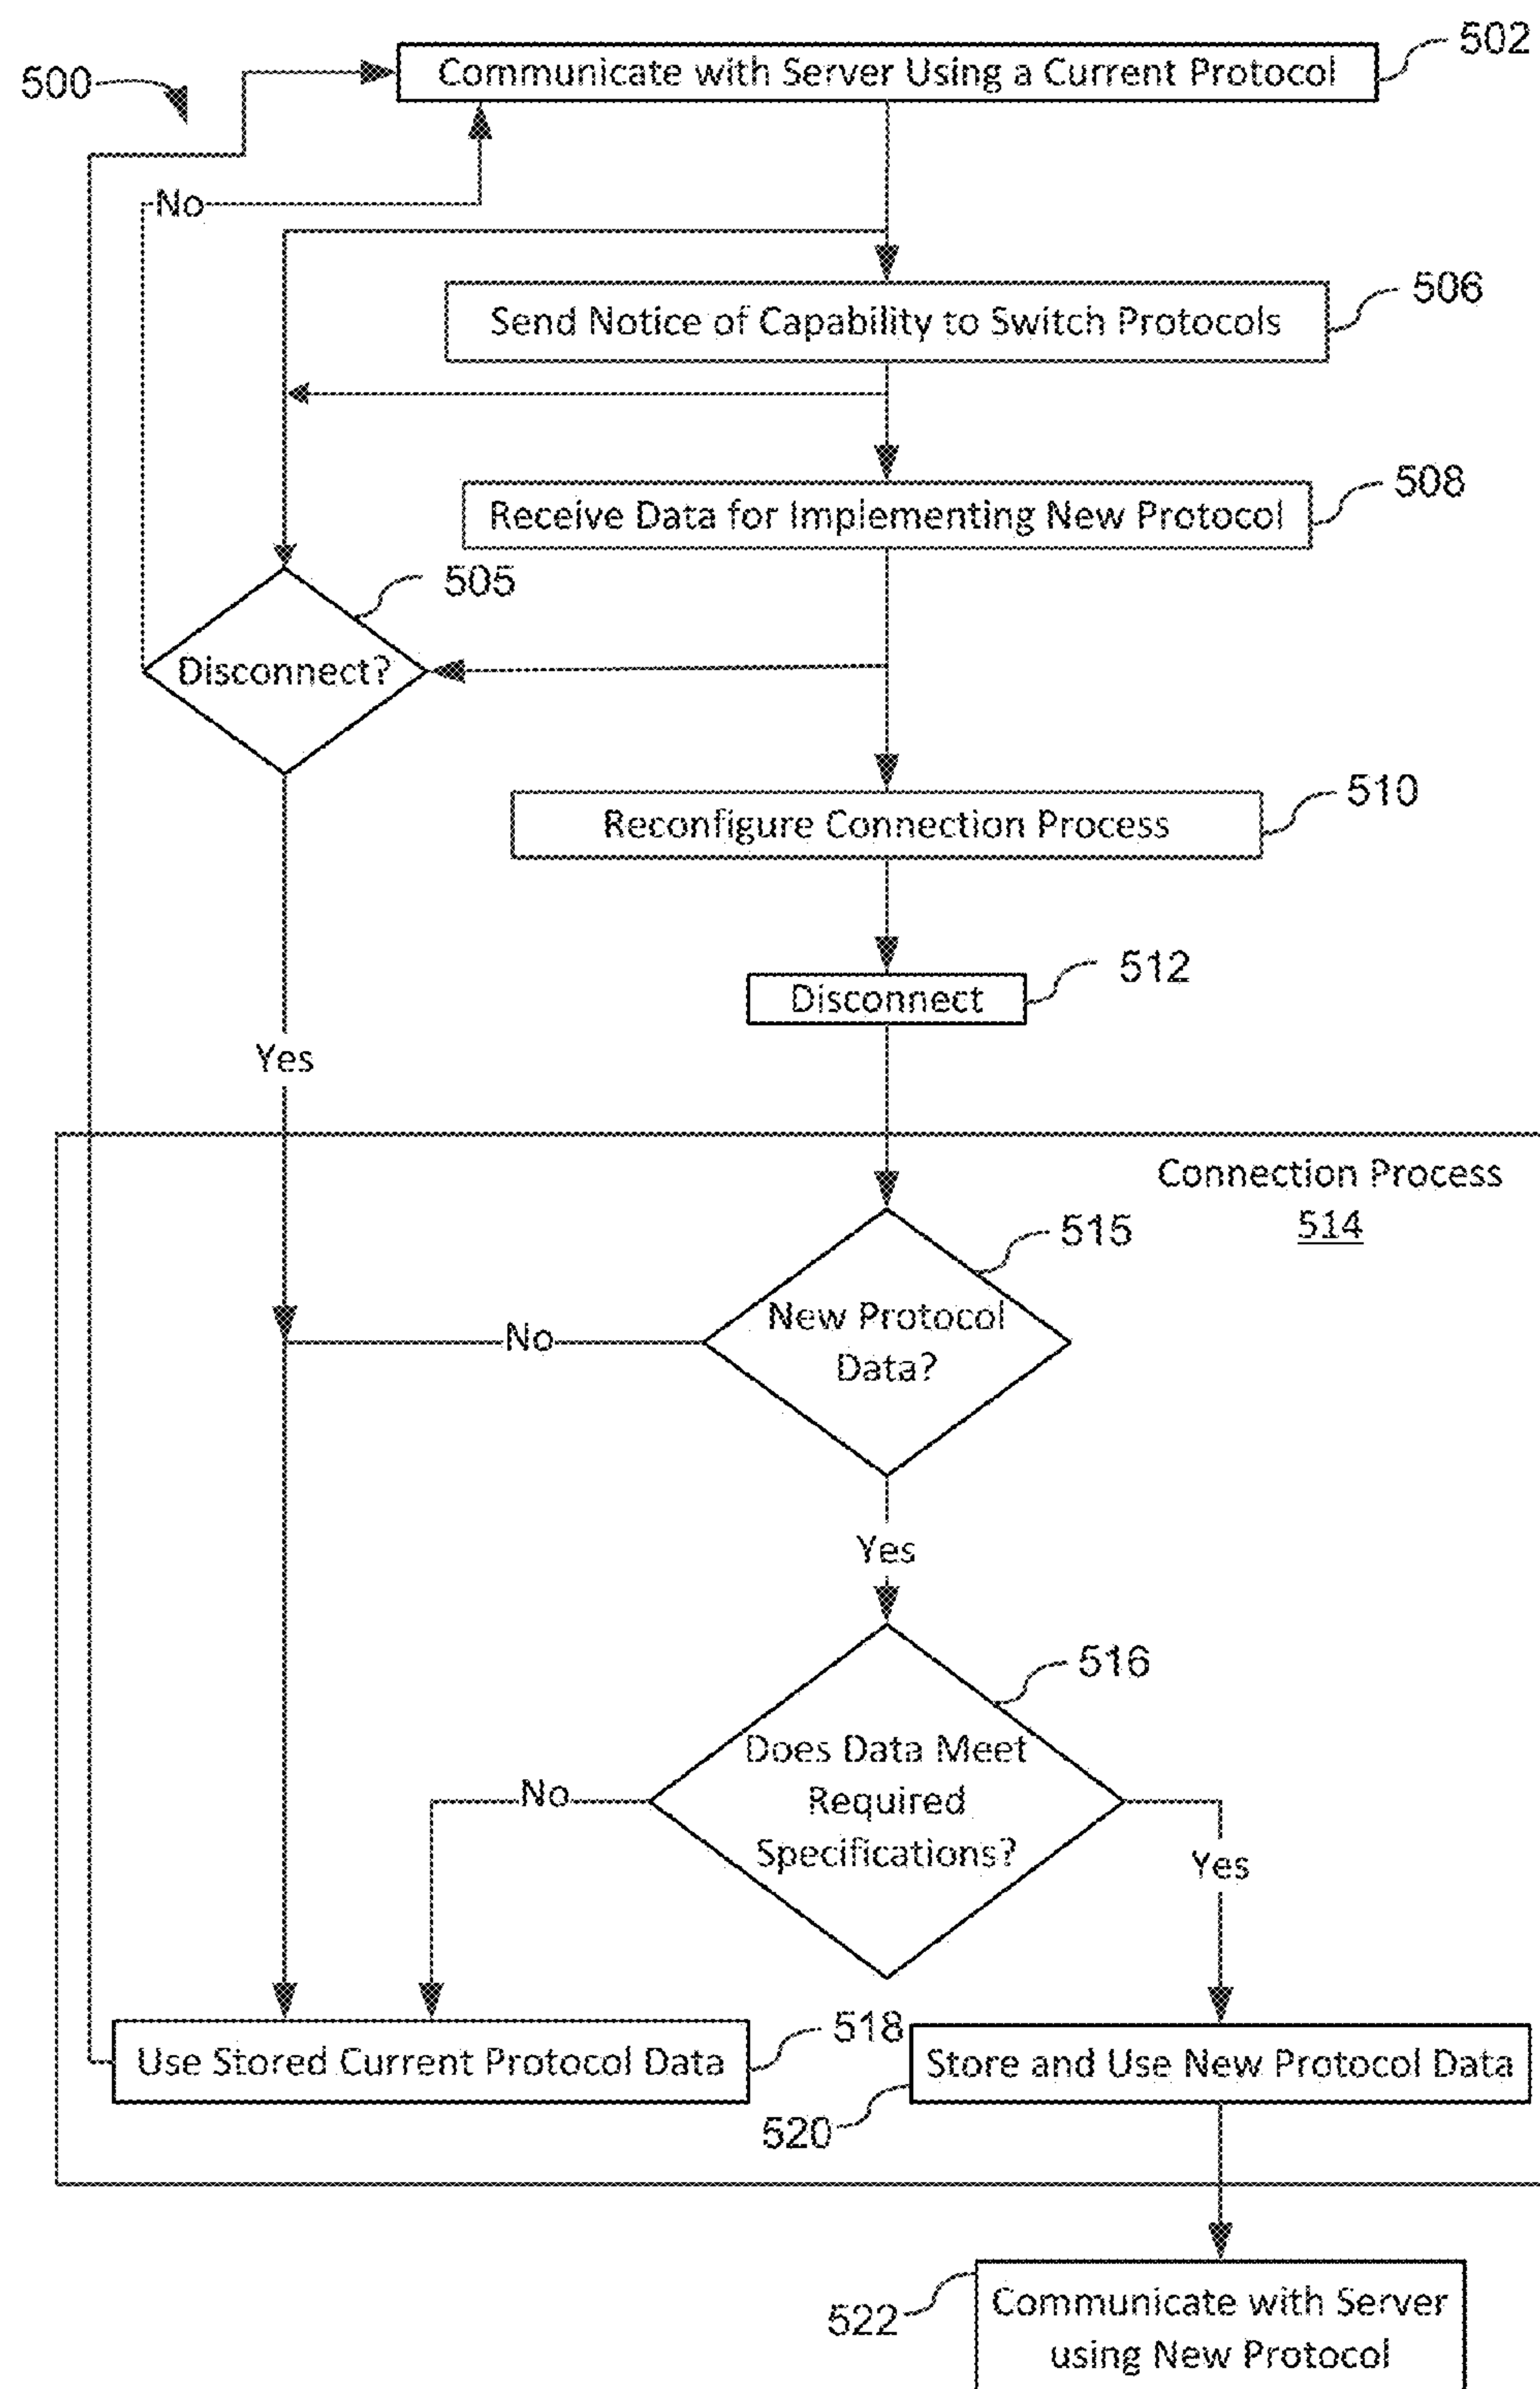 500
Communicate with Server Using a Current Protocol
502
No
Send Notice of Capability to Switch Protocols
506
Receive Data for Implementing New Protocol
508
505
Disconnect?
Reconfigure Connection Process
510
Disconnect
512
Yes
Connection Process
514
515
New Protocol
Data?
No
Yes
516
Does Data Meet
Required
Specifications?
No
Yes
Use Stored Current Protocol Data
518
Store and Use New Protocol Data
520
Communicate with Server
using New Protocol
522